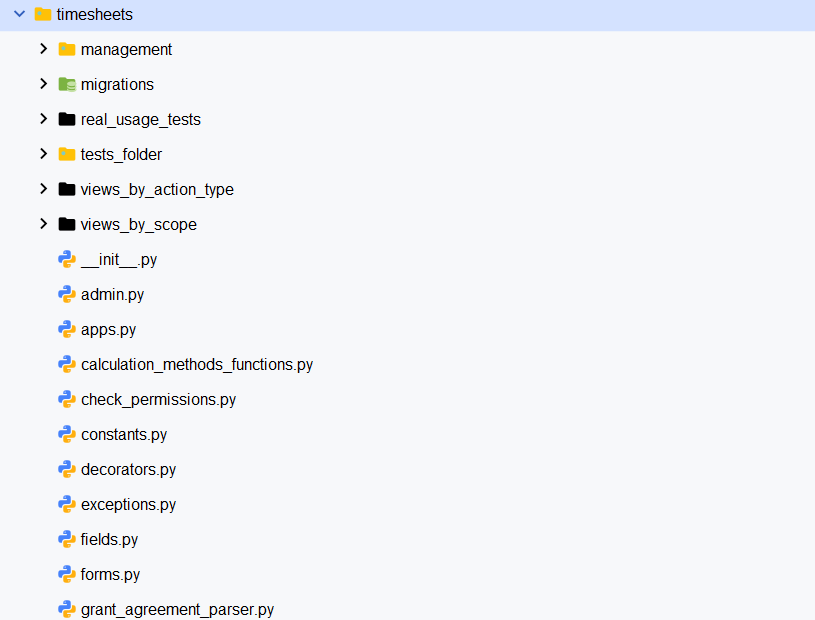 timesheets
management
migrations
real_usage_tests
tests_folder
views_by_action_type
views_by_scope
__init__.py
admin.py
apps.py
calculation_methods_functions.py
check_permissions.py
constants.py
decorators.py
exceptions.py
fields.py
forms.py
grant_agreement_parser.py